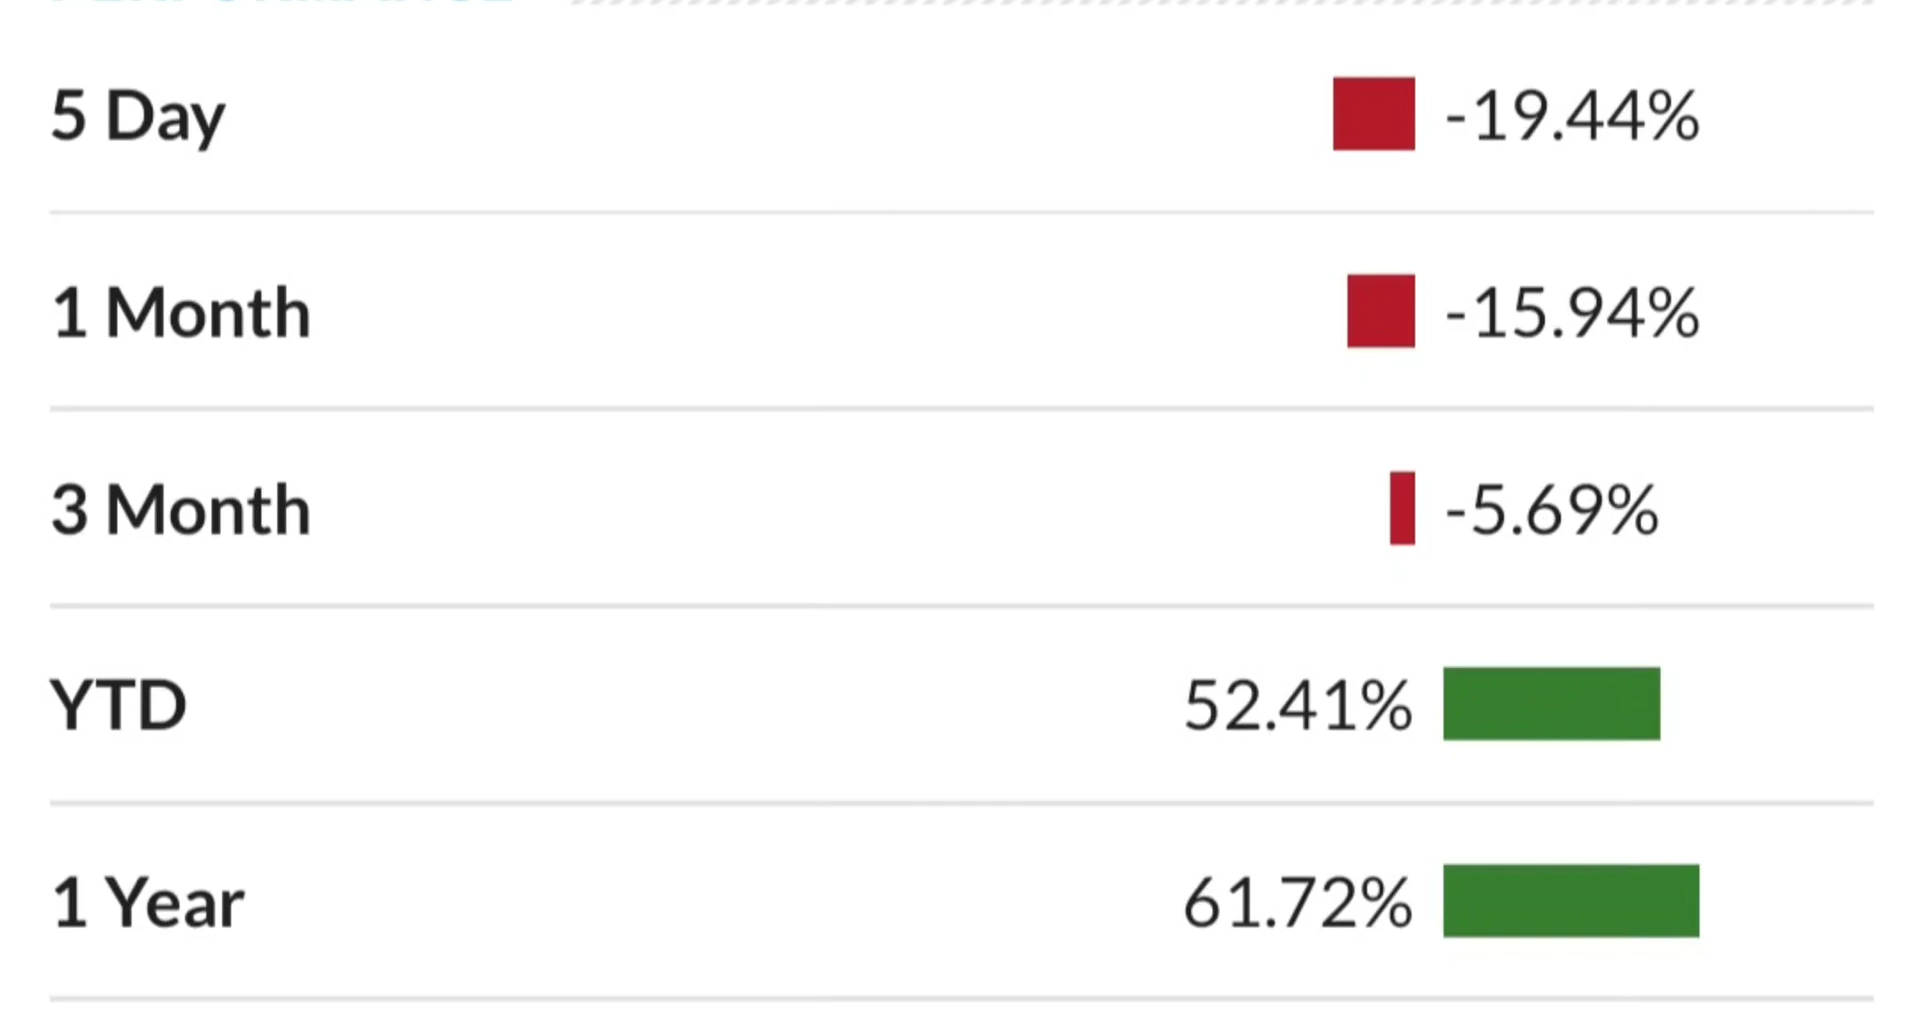 PERFORMANCE
5 Day -19.44%
1 Month -15.94%
3 Month -5.69%
YTD 52.41%
1 Year 61.72%